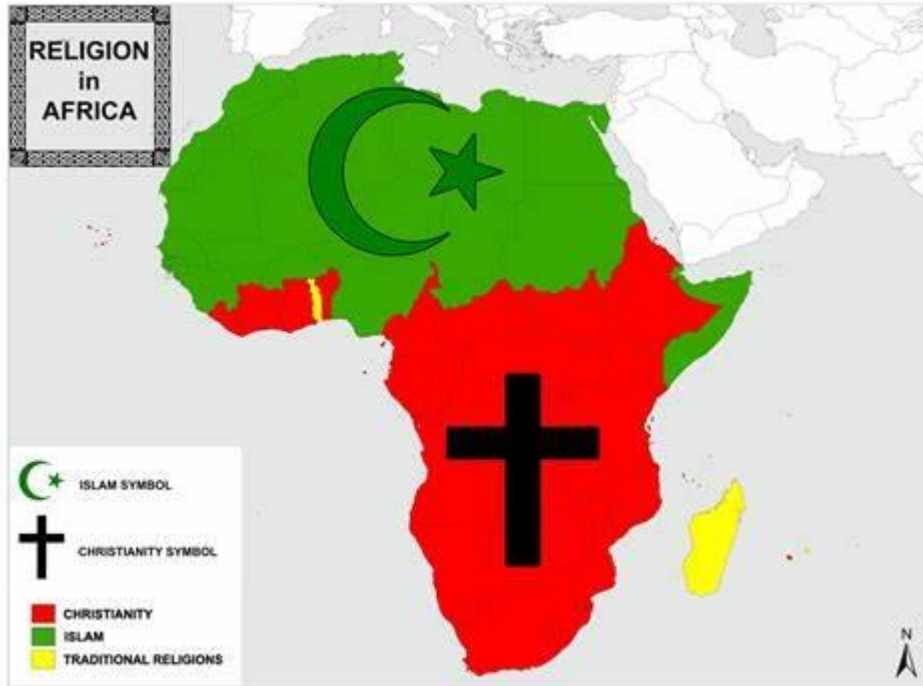 RELIGION
in
AFRICA
ISLAM SYMBOL
CHRISTIANITY SYMBOL
CHRISTIANITY
ISLAM
TRADITIONAL RELIGIONS
N